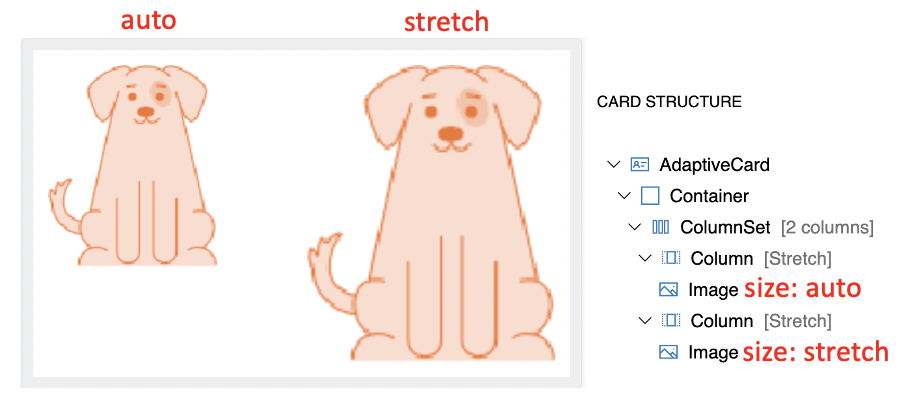 auto
stretch
CARD STRUCTURE
AdaptiveCard
Container
ColumnSet [2 columns]
Column [Stretch]
Image size: auto
Column [Stretch]
Image size: stretch